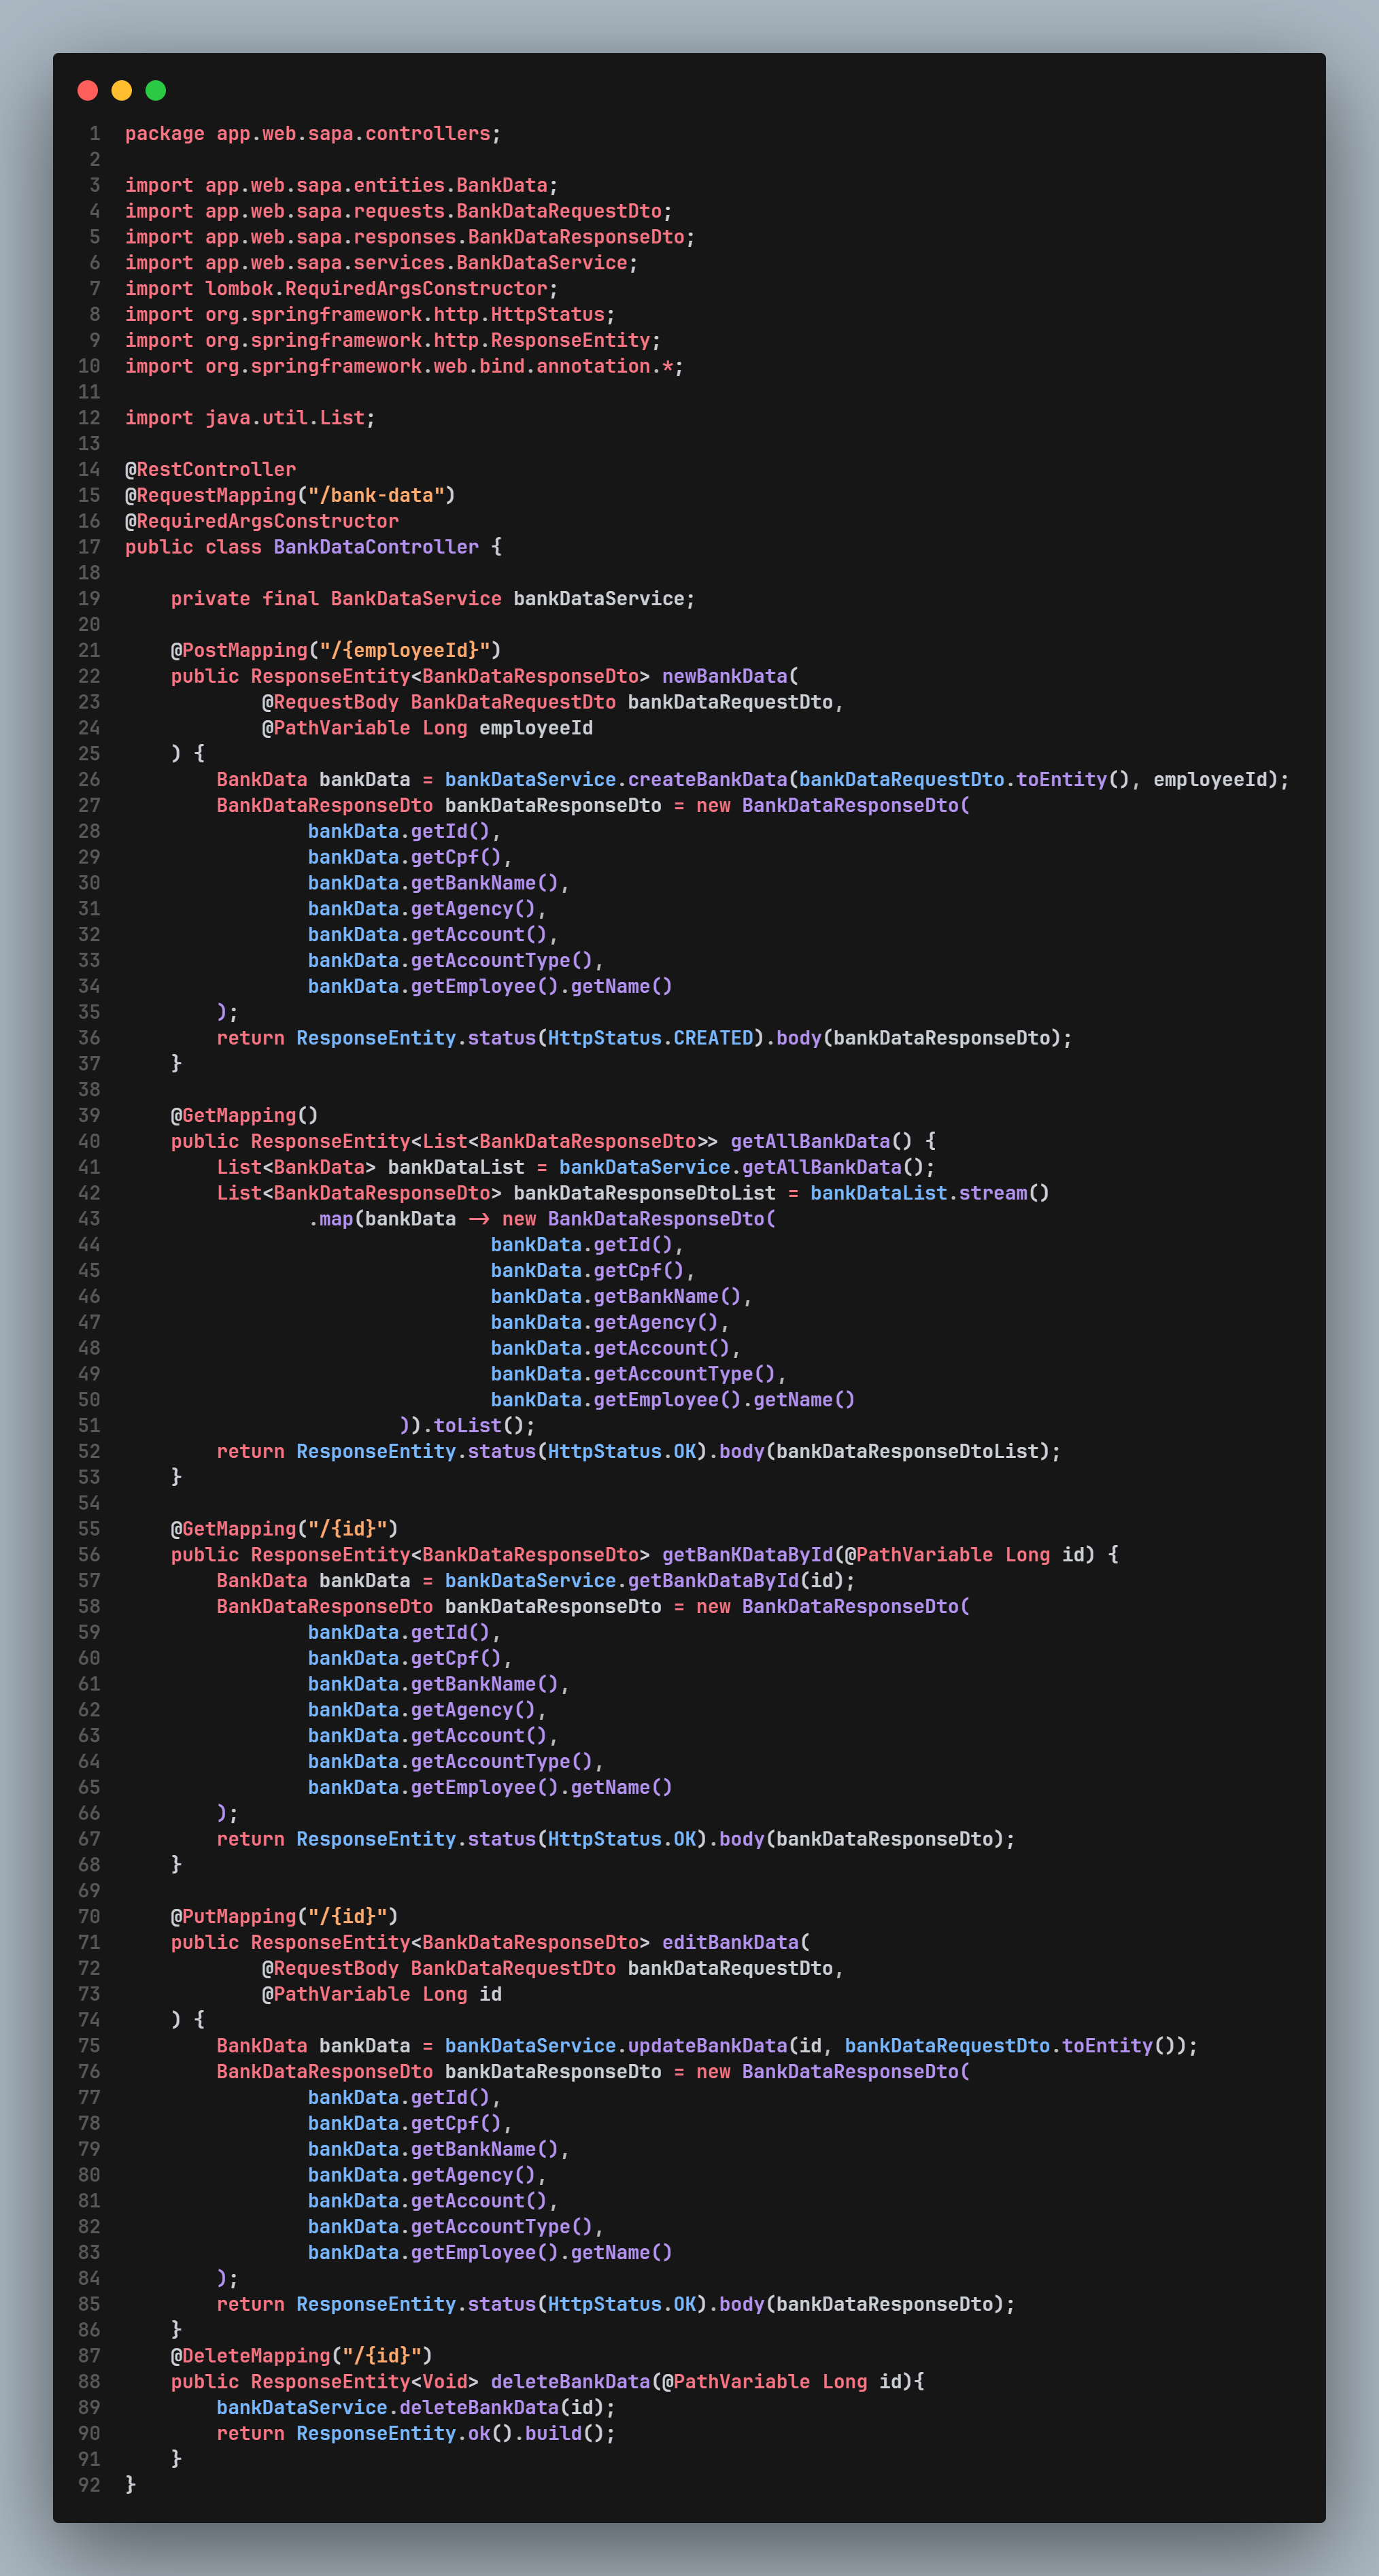 1 package app.web.sapa.controllers;
2
3 import app.web.sapa.entities.BankData;
4 import app.web.sapa.requests.BankDataRequestDto;
5 import app.web.sapa.responses.BankDataResponseDto;
6 import app.web.sapa.services.BankDataService;
7 import lombok.RequiredArgsConstructor;
8 import org.springframework.http.HttpStatus;
9 import org.springframework.http.ResponseEntity;
10 import org.springframework.web.bind.annotation.*;
11
12 import java.util.List;
13
14 @RestController
15 @RequestMapping("/bank-data")
16 @RequiredArgsConstructor
17 public class BankDataController {
18
19     private final BankDataService bankDataService;
20
21     @PostMapping("/{employeeId}")
22     public ResponseEntity<BankDataResponseDto> newBankData(
23             @RequestBody BankDataRequestDto bankDataRequestDto,
24             @PathVariable Long employeeId
25     ) {
26         BankData bankData = bankDataService.createBankData(bankDataRequestDto.toEntity(), employeeId);
27         BankDataResponseDto bankDataResponseDto = new BankDataResponseDto(
28                 bankData.getId(),
29                 bankData.getCpf(),
30                 bankData.getBankName(),
31                 bankData.getAgency(),
32                 bankData.getAccount(),
33                 bankData.getAccountType(),
34                 bankData.getEmployee().getName()
35         );
36         return ResponseEntity.status(HttpStatus.CREATED).body(bankDataResponseDto);
37     }
38
39     @GetMapping()
40     public ResponseEntity<List<BankDataResponseDto>> getAllBankData() {
41         List<BankData> bankDataList = bankDataService.getAllBankData();
42         List<BankDataResponseDto> bankDataResponseDtoList = bankDataList.stream()
43                 .map(bankData -> new BankDataResponseDto(
44                                 bankData.getId(),
45                                 bankData.getCpf(),
46                                 bankData.getBankName(),
47                                 bankData.getAgency(),
48                                 bankData.getAccount(),
49                                 bankData.getAccountType(),
50                                 bankData.getEmployee().getName()
51                         )).toList();
52         return ResponseEntity.status(HttpStatus.OK).body(bankDataResponseDtoList);
53     }
54
55     @GetMapping("/{id}")
56     public ResponseEntity<BankDataResponseDto> getBanKDataById(@PathVariable Long id) {
57         BankData bankData = bankDataService.getBankDataById(id);
58         BankDataResponseDto bankDataResponseDto = new BankDataResponseDto(
59                 bankData.getId(),
60                 bankData.getCpf(),
61                 bankData.getBankName(),
62                 bankData.getAgency(),
63                 bankData.getAccount(),
64                 bankData.getAccountType(),
65                 bankData.getEmployee().getName()
66         );
67         return ResponseEntity.status(HttpStatus.OK).body(bankDataResponseDto);
68     }
69
70     @PutMapping("/{id}")
71     public ResponseEntity<BankDataResponseDto> editBankData(
72             @RequestBody BankDataRequestDto bankDataRequestDto,
73             @PathVariable Long id
74     ) {
75         BankData bankData = bankDataService.updateBankData(id, bankDataRequestDto.toEntity());
76         BankDataResponseDto bankDataResponseDto = new BankDataResponseDto(
77                 bankData.getId(),
78                 bankData.getCpf(),
79                 bankData.getBankName(),
80                 bankData.getAgency(),
81                 bankData.getAccount(),
82                 bankData.getAccountType(),
83                 bankData.getEmployee().getName()
84         );
85         return ResponseEntity.status(HttpStatus.OK).body(bankDataResponseDto);
86     }
87     @DeleteMapping("/{id}")
88     public ResponseEntity<Void> deleteBankData(@PathVariable Long id){
89         bankDataService.deleteBankData(id);
90         return ResponseEntity.ok().build();
91     }
92 }